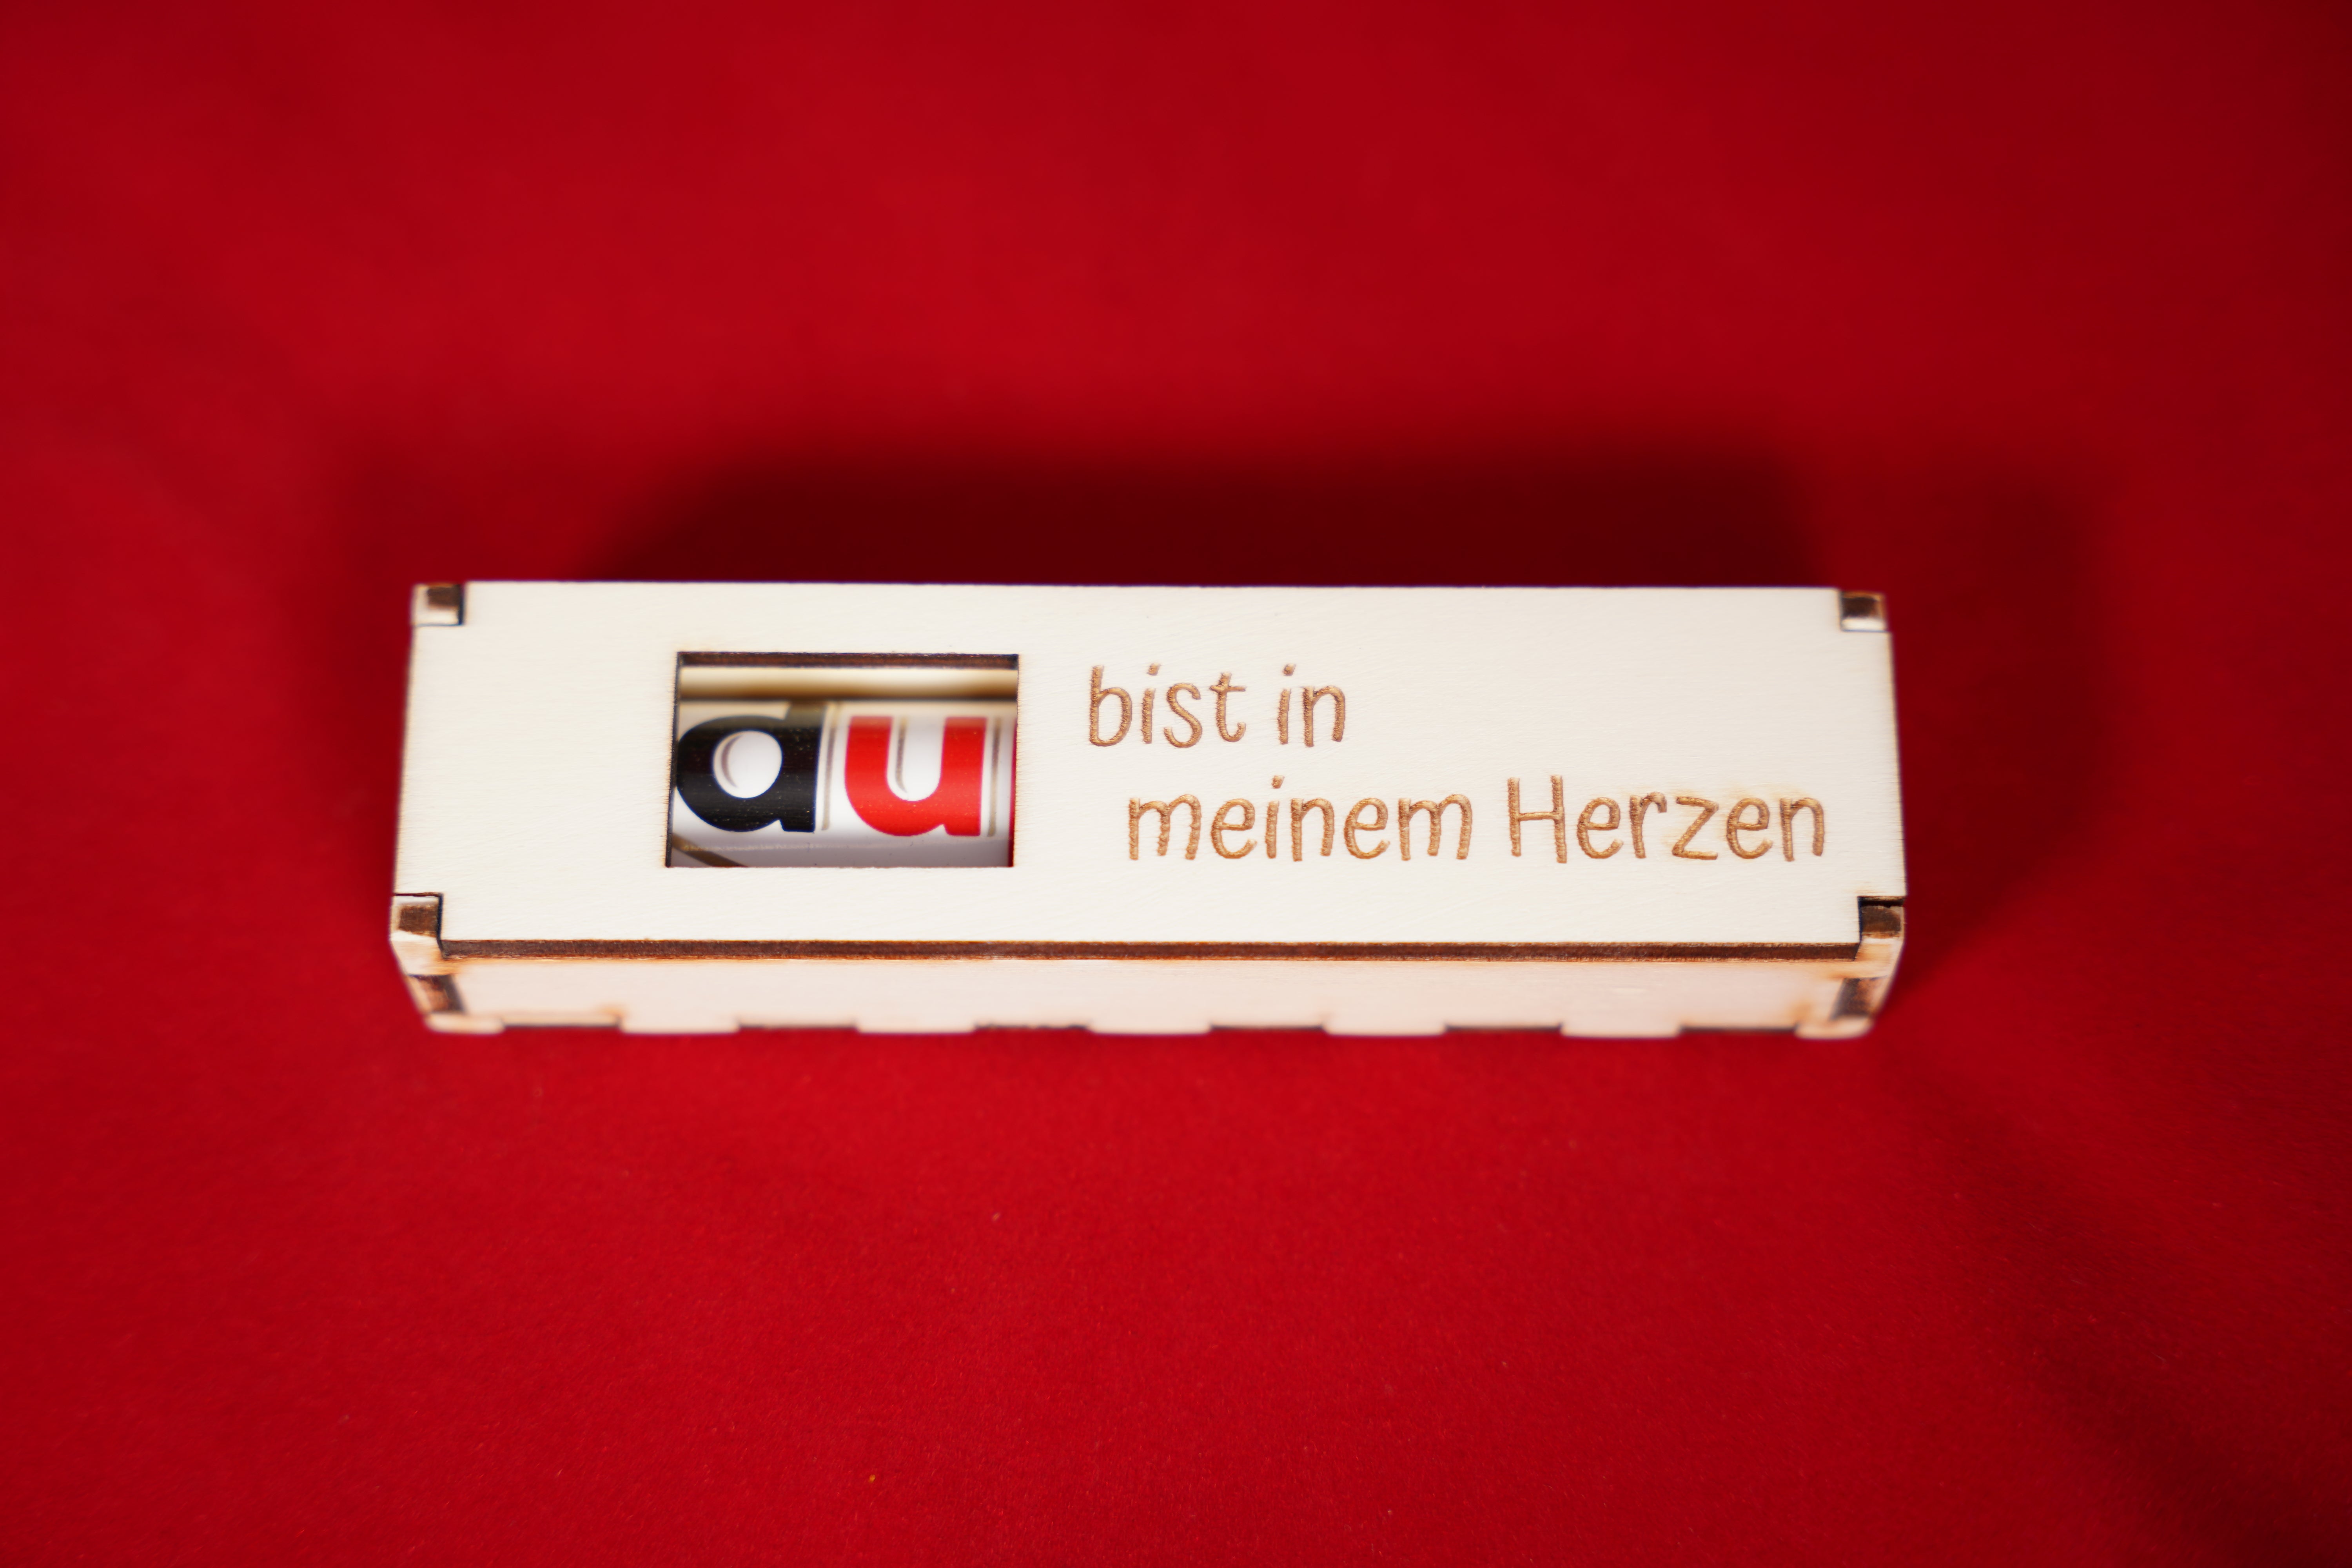 du bist in
meinem Herzen